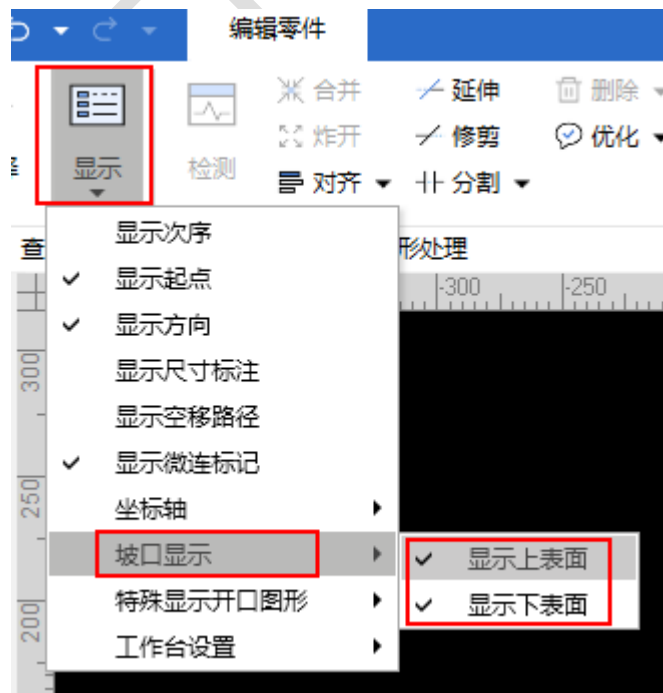 编辑零件
合并 延伸 删除
炸开 修剪 优化
显示 检测 对齐 分割
查 形处理
显示次序
显示起点
显示方向
显示尺寸标注
显示空移路径
显示微连标记
坐标轴
坡口显示
显示上表面
特殊显示开口图形
显示下表面
工作台设置
-300 -250
300
250
200